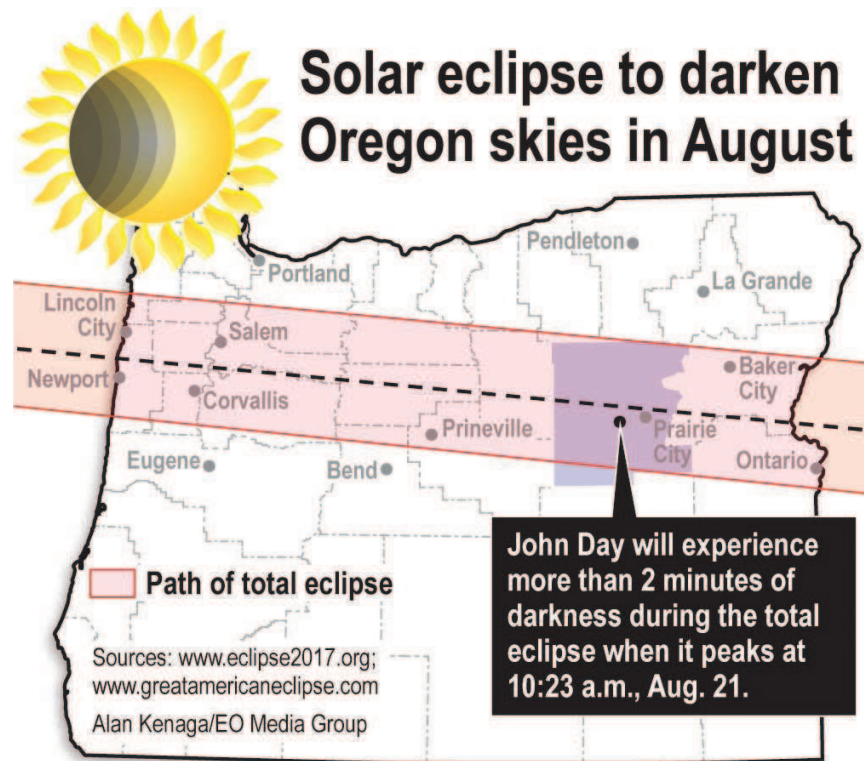 Solar eclipse to darken
Oregon skies in August
Pendleton
Portland
La Grande
Lincoln
City
Salem
Newport
Baker
City
Corvallis
Prineville
Prairie
City
Eugene
Bend
Ontario
Path of total eclipse
John Day will experience
more than 2 minutes of
darkness during the total
eclipse when it peaks at
10:23 a.m., Aug. 21.
Sources: www.eclipse2017.org;
www.greatamericaneclipse.com
Alan Kenaga/EO Media Group